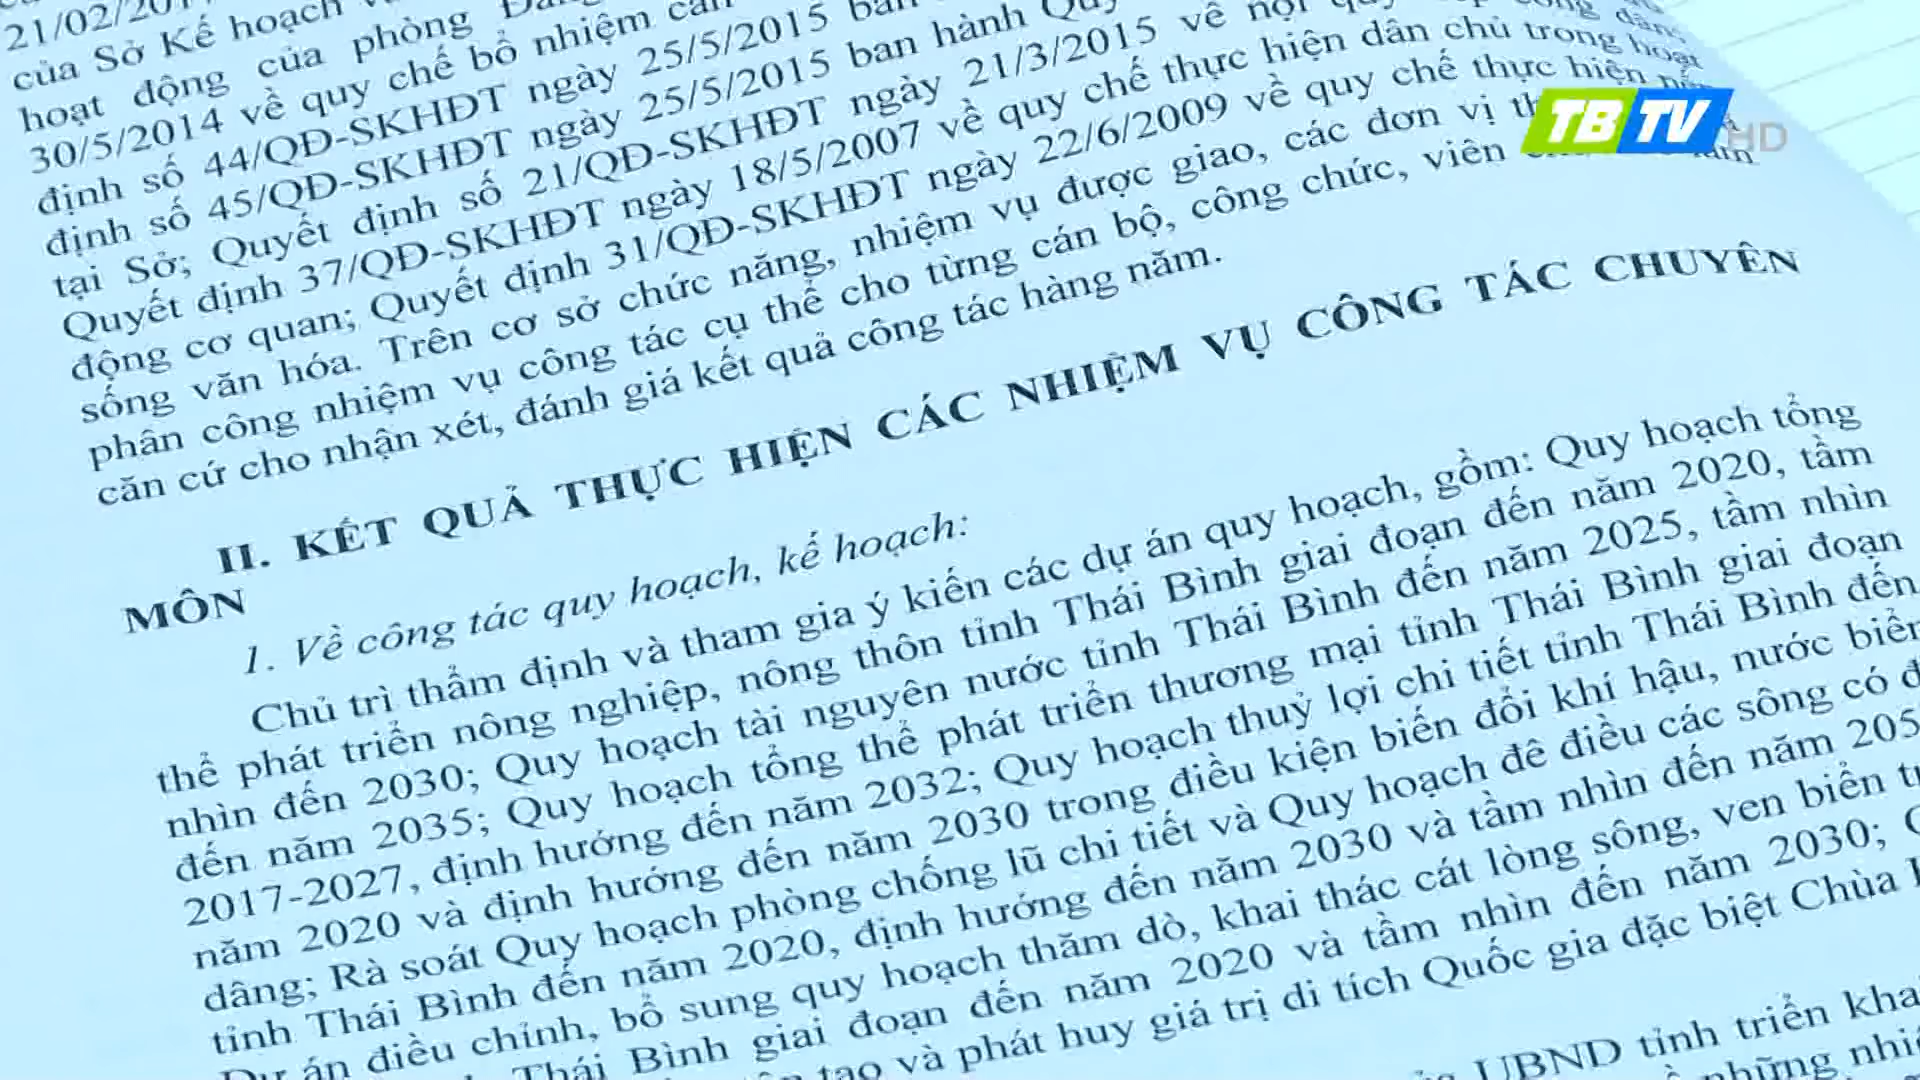 21/02/201
của Sở Kế hoạch
hoạt động của phòng
30/5/2014 về quy chế bổ nhiệm cán
định số 44/QĐ-SKHĐT ngày 25/5/2015 ban
định số 45/QĐ-SKHĐT ngày 25/5/2015 ban hành
tại Sở; Quyết định số 21/QĐ-SKHĐT ngày 21/3/2015 về nội
Quyết định 37/QĐ-SKHĐT ngày 18/5/2007 về quy chế thực hiện dân chủ trong hoạt
động cơ quan; Quyết định 31/QĐ-SKHĐT ngày 22/6/2009 về quy chế thực hiện
sống văn hóa. Trên cơ sở chức năng, nhiệm vụ được giao, các đơn vị
phân công nhiệm vụ công tác cụ thể cho từng cán bộ, công chức, viên
căn cứ cho nhận xét, đánh giá kết quả công tác hàng năm.
II. KẾT QUẢ THỰC HIỆN CÁC NHIỆM VỤ CÔNG TÁC CHUYÊN
MÔN
1. Về công tác quy hoạch, kế hoạch:
Chủ trì thẩm định và tham gia ý kiến các dự án quy hoạch, gồm: Quy hoạch tổng
thể phát triển nông nghiệp, nông thôn tỉnh Thái Bình giai đoạn đến năm 2020, tầm
nhìn đến 2030; Quy hoạch tài nguyên nước tỉnh Thái Bình đến năm 2025, tầm nhìn
đến năm 2035; Quy hoạch tổng thể phát triển thương mại tỉnh Thái Bình giai đoạn
2017-2027, định hướng đến năm 2032; Quy hoạch thuỷ lợi chi tiết tỉnh Thái Bình đến
năm 2020 và định hướng đến năm 2030 trong điều kiện biến đổi khí hậu, nước biển
dâng; Rà soát Quy hoạch phòng chống lũ chi tiết và Quy hoạch đê điều các sông có đ
tỉnh Thái Bình đến năm 2020, định hướng đến năm 2030 và tầm nhìn đến năm 205
Dự án điều chỉnh, bổ sung quy hoạch thăm dò, khai thác cát lòng sông, ven biển
Thái Bình giai đoạn đến năm 2020 và tầm nhìn đến năm 2030;
tạo và phát huy giá trị di tích Quốc gia đặc biệt Chùa
UBND tỉnh triển kha
những
TBTV HD